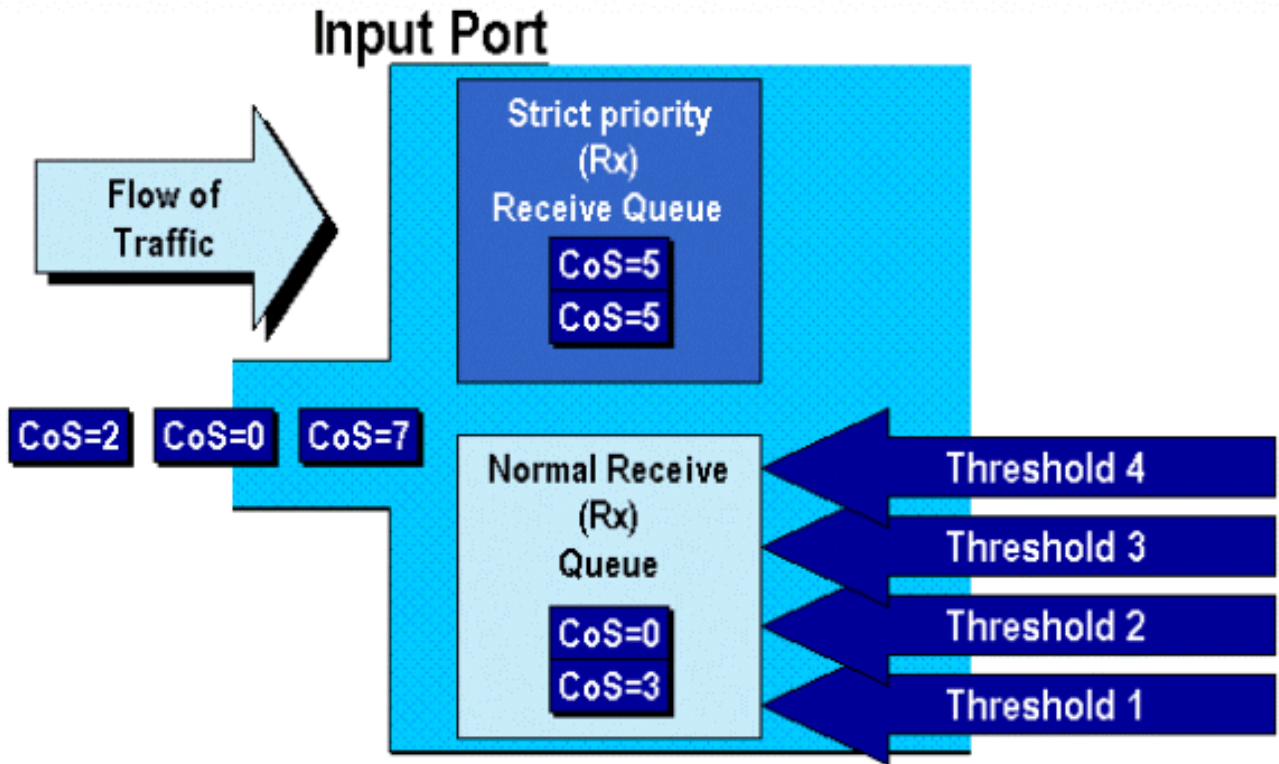 Input Port
Strict priority
(Rx)
Receive Queue
CoS=5
CoS=5
Flow of
Traffic
CoS=2 CoS=0 CoS=7
Normal Receive
(Rx)
Queue
CoS=0
CoS=3
Threshold 4
Threshold 3
Threshold 2
Threshold 1